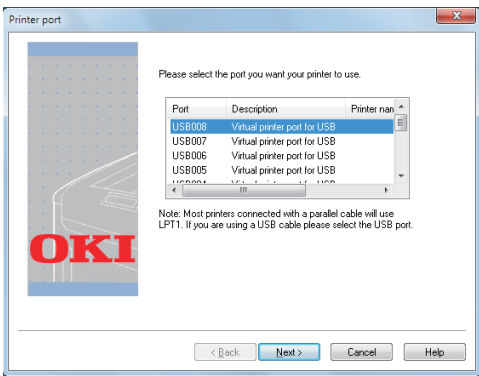 Printer port
Please select the port you want your printer to use.
Port Description Printer nan
USB008 Virtual printer port for USB
USB007 Virtual printer port for USB
USB006 Virtual printer port for USB
USB005 Virtual printer port for USB
Note: Most printers connected with a parallel cable will use
LPT1. If you are using a USB cable please select the USB port.
OKI
< Back Next > Cancel Help